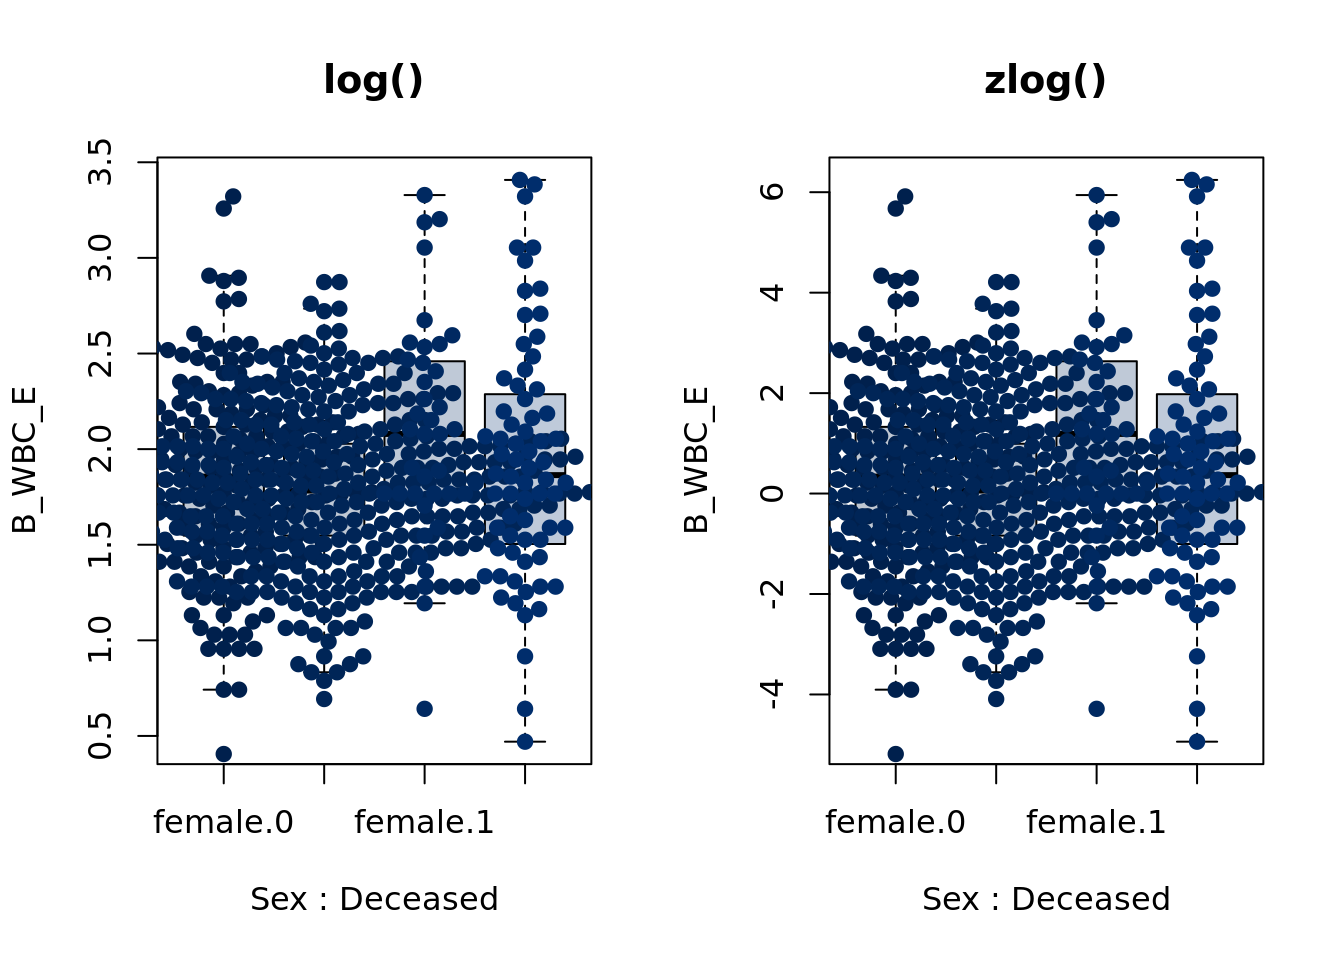 log()
B_WBC_E
3.5
3.0
2.5
2.0
1.5
1.0
0.5
female.0 female.1
Sex : Deceased
zlog()
B_WBC_E
6
4
2
0
-2
-4
female.0 female.1
Sex : Deceased